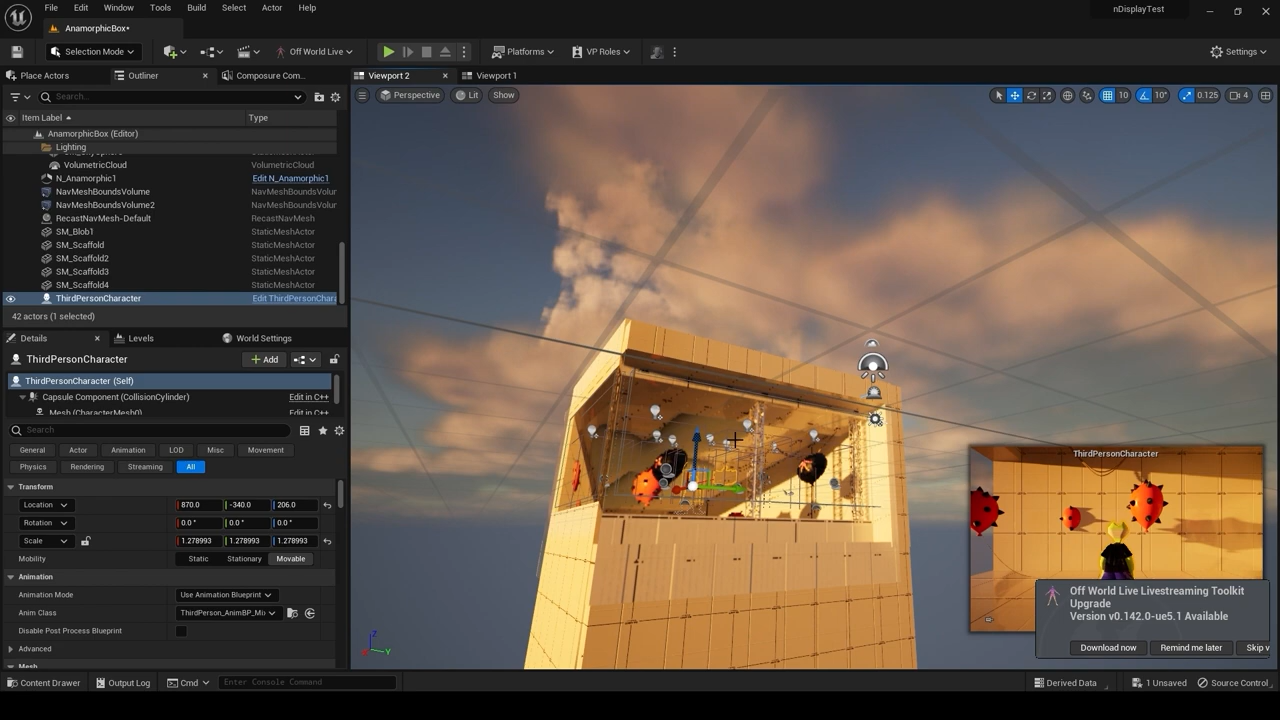 File Edit Window Tools Build Select Actor Help
nDisplayTest
AnamorphicBox*
Selection Mode
Off World Live
Platforms
VP Roles
Settings
Place Actors
Outliner
Composure Com...
Viewport 2
Viewport 1
Search...
Perspective
Lit
Show
10
10°
0.125
4
Item Label
Type
AnamorphicBox (Editor)
Lighting
VolumetricCloud VolumetricCloud
N_Anamorphic1 Edit N_Anamorphic1
NavMeshBoundsVolume NavMeshBoundsVolur
NavMeshBoundsVolume2 NavMeshBoundsVolur
RecastNavMesh-Default RecastNavMesh
SM_Blob1 StaticMeshActor
SM_Scaffold StaticMeshActor
SM_Scaffold2 StaticMeshActor
SM_Scaffold3 StaticMeshActor
SM_Scaffold4 StaticMeshActor
ThirdPersonCharacter Edit ThirdPersonChara
42 actors (1 selected)
Details
Levels
World Settings
ThirdPersonCharacter
Add
ThirdPersonCharacter (Self)
Capsule Component (CollisionCylinder) Edit in C++
Mesh (CharacterMesh0) Edit in C++
Search
General Actor Animation LOD Misc Movement
Physics Rendering Streaming All
Transform
Location 870.0 -340.0 206.0
Rotation 0.0 ° 0.0 ° 0.0 °
Scale 1.278993 1.278993 1.278993
Mobility Static Stationary Movable
Animation
Animation Mode Use Animation Blueprint
Anim Class ThirdPerson_AnimBP_Mi
Disable Post Process Blueprint
Advanced
Mesh
ThirdPersonCharacter
Off World Live Livestreaming Toolkit
Upgrade
Version v0.142.0-ue5.1 Available
Download now
Remind me later
Skip v
Z
X
Y
Content Drawer
Output Log
Cmd
Enter Console Command
Derived Data
1 Unsaved
Source Control